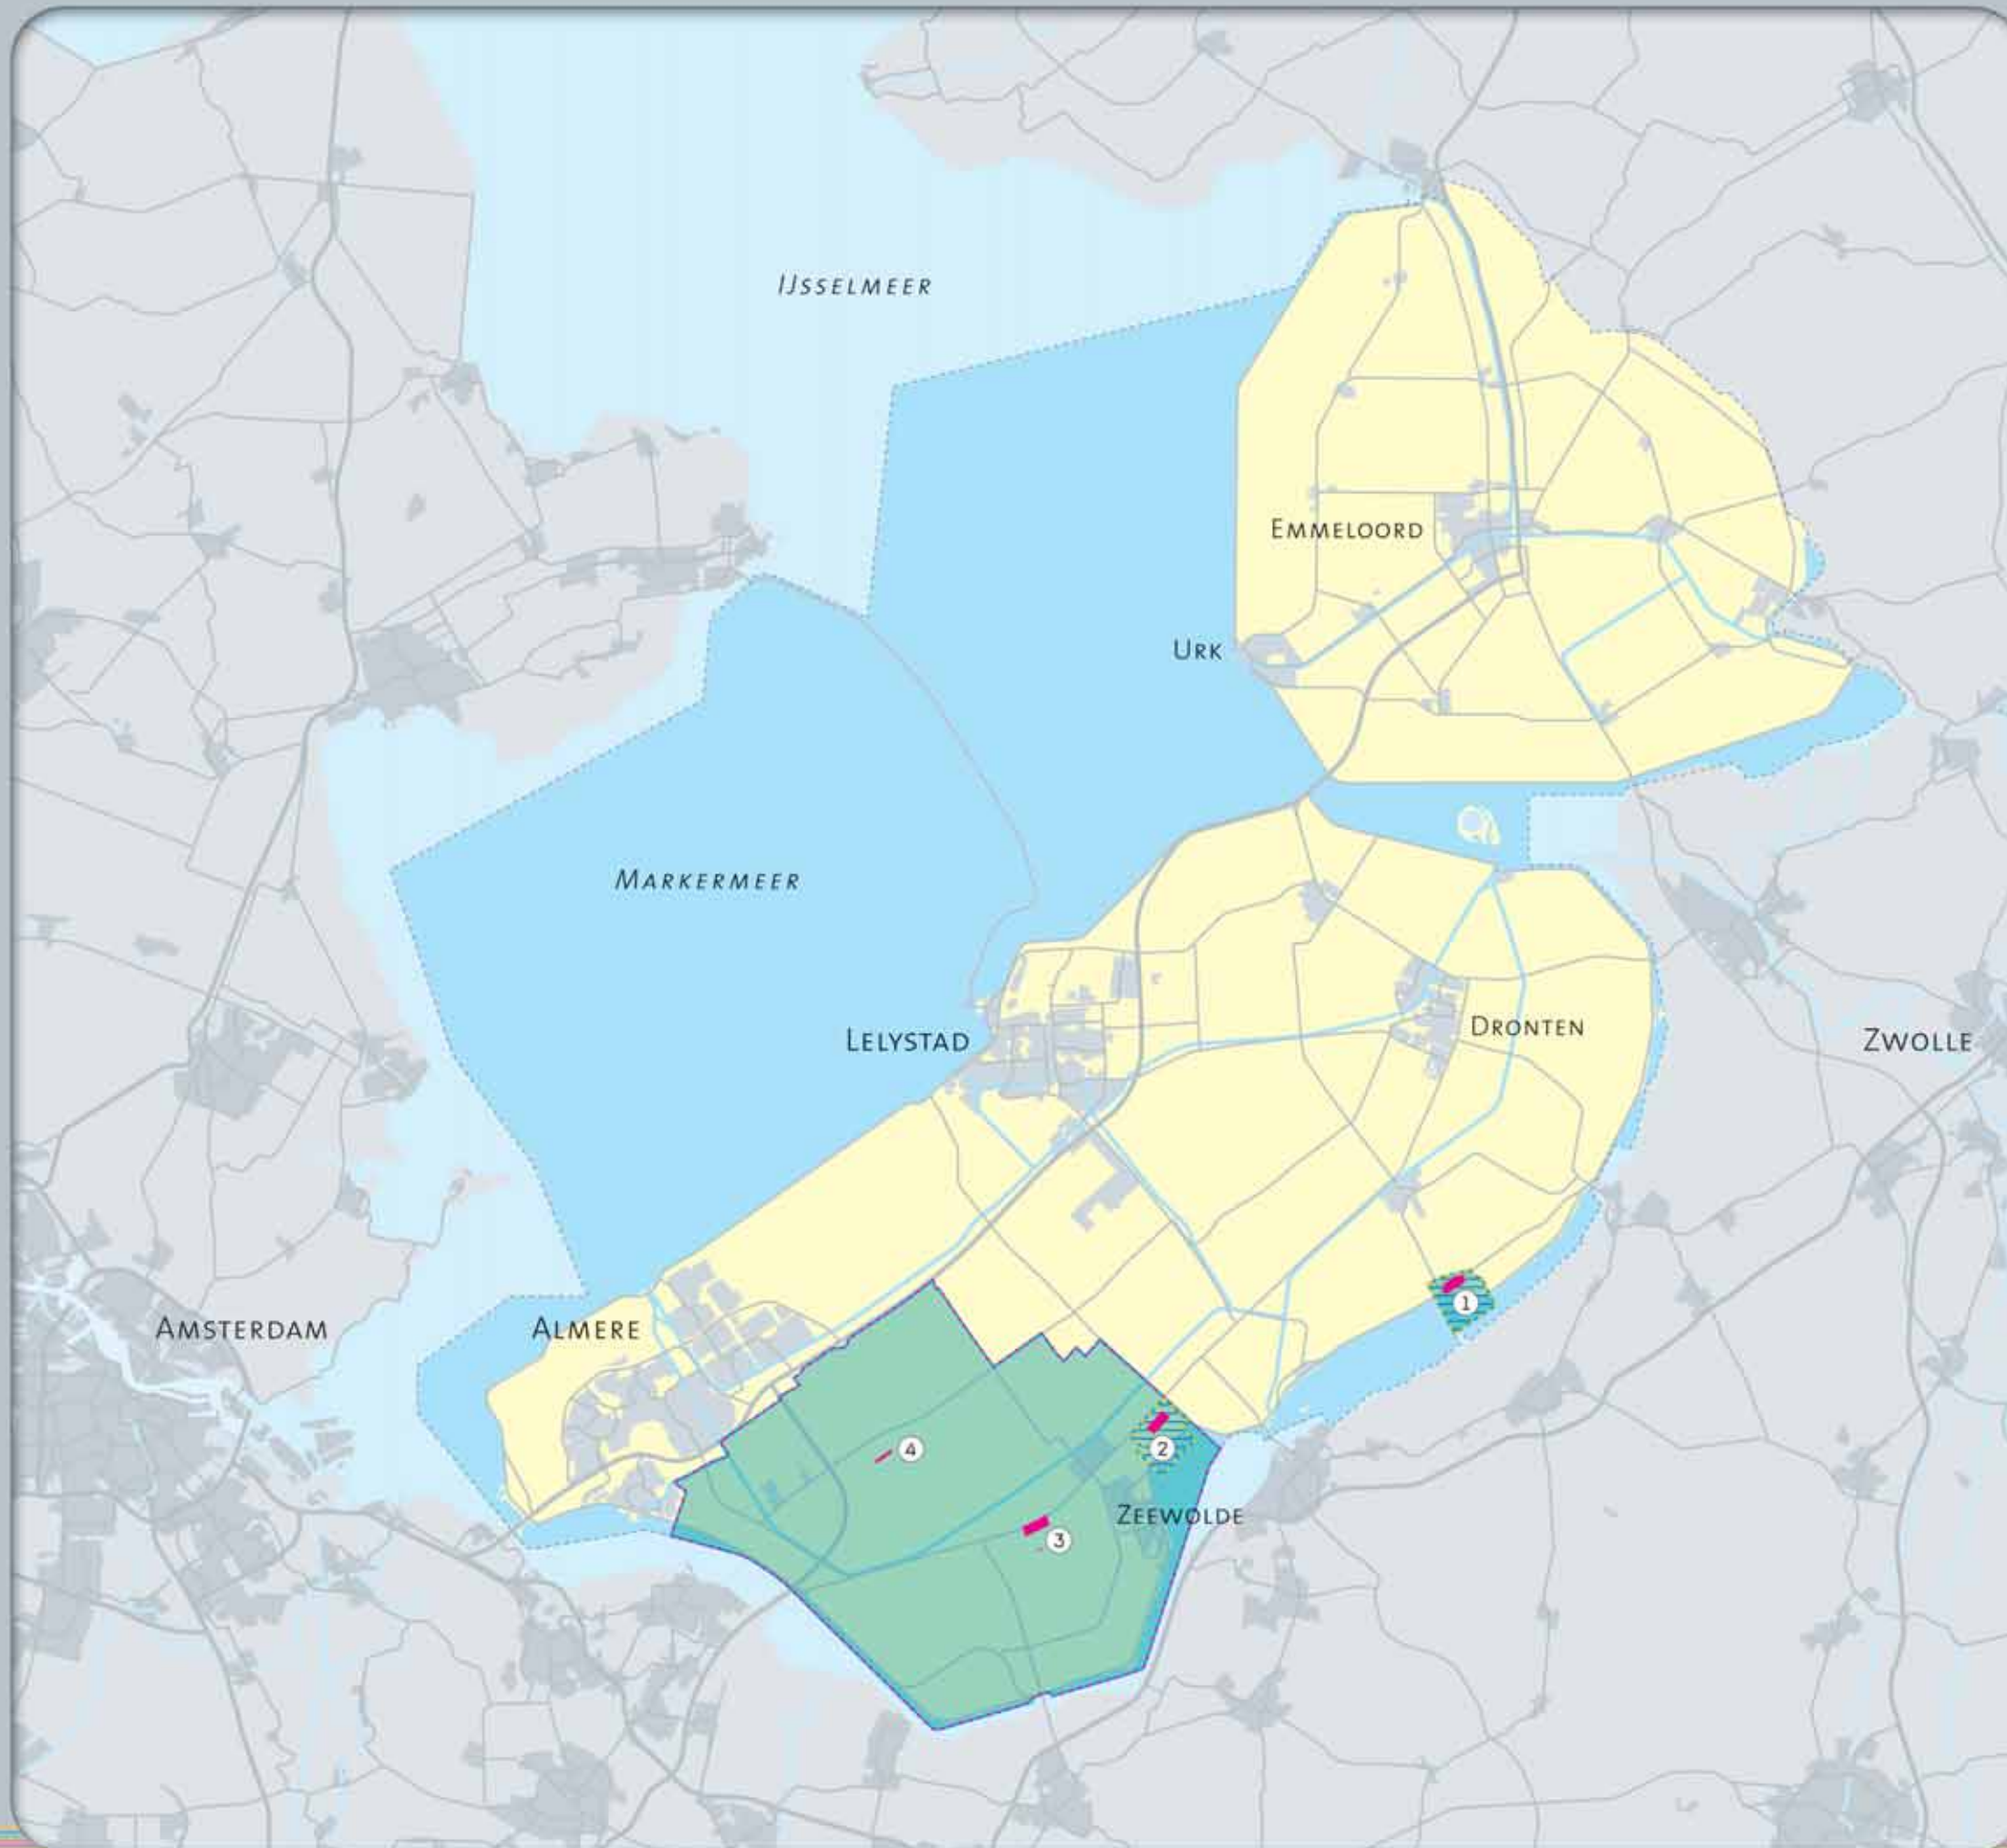 IJSSELMEER
EMMELOORD
URK
MARKERMEER
LELYSTAD
DRONTEN
ZWOLLE
AMSTERDAM
ALMERE
1
4
2
ZEEWOLDE
3